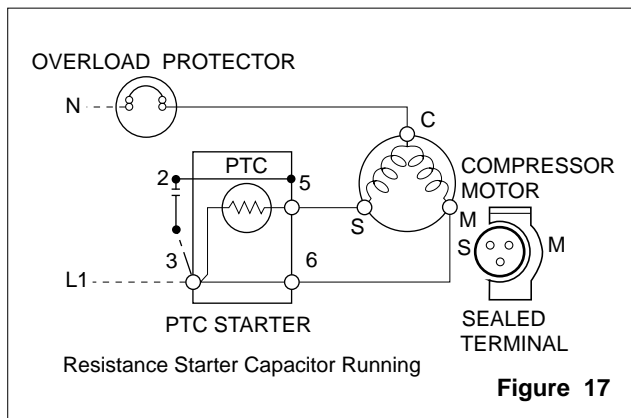 OVERLOAD PROTECTOR
N
C
PTC
2
5
COMPRESSOR
MOTOR
S
M
S
M
3
6
L1
PTC STARTER
SEALED
TERMINAL
Resistance Starter Capacitor Running
Figure 17